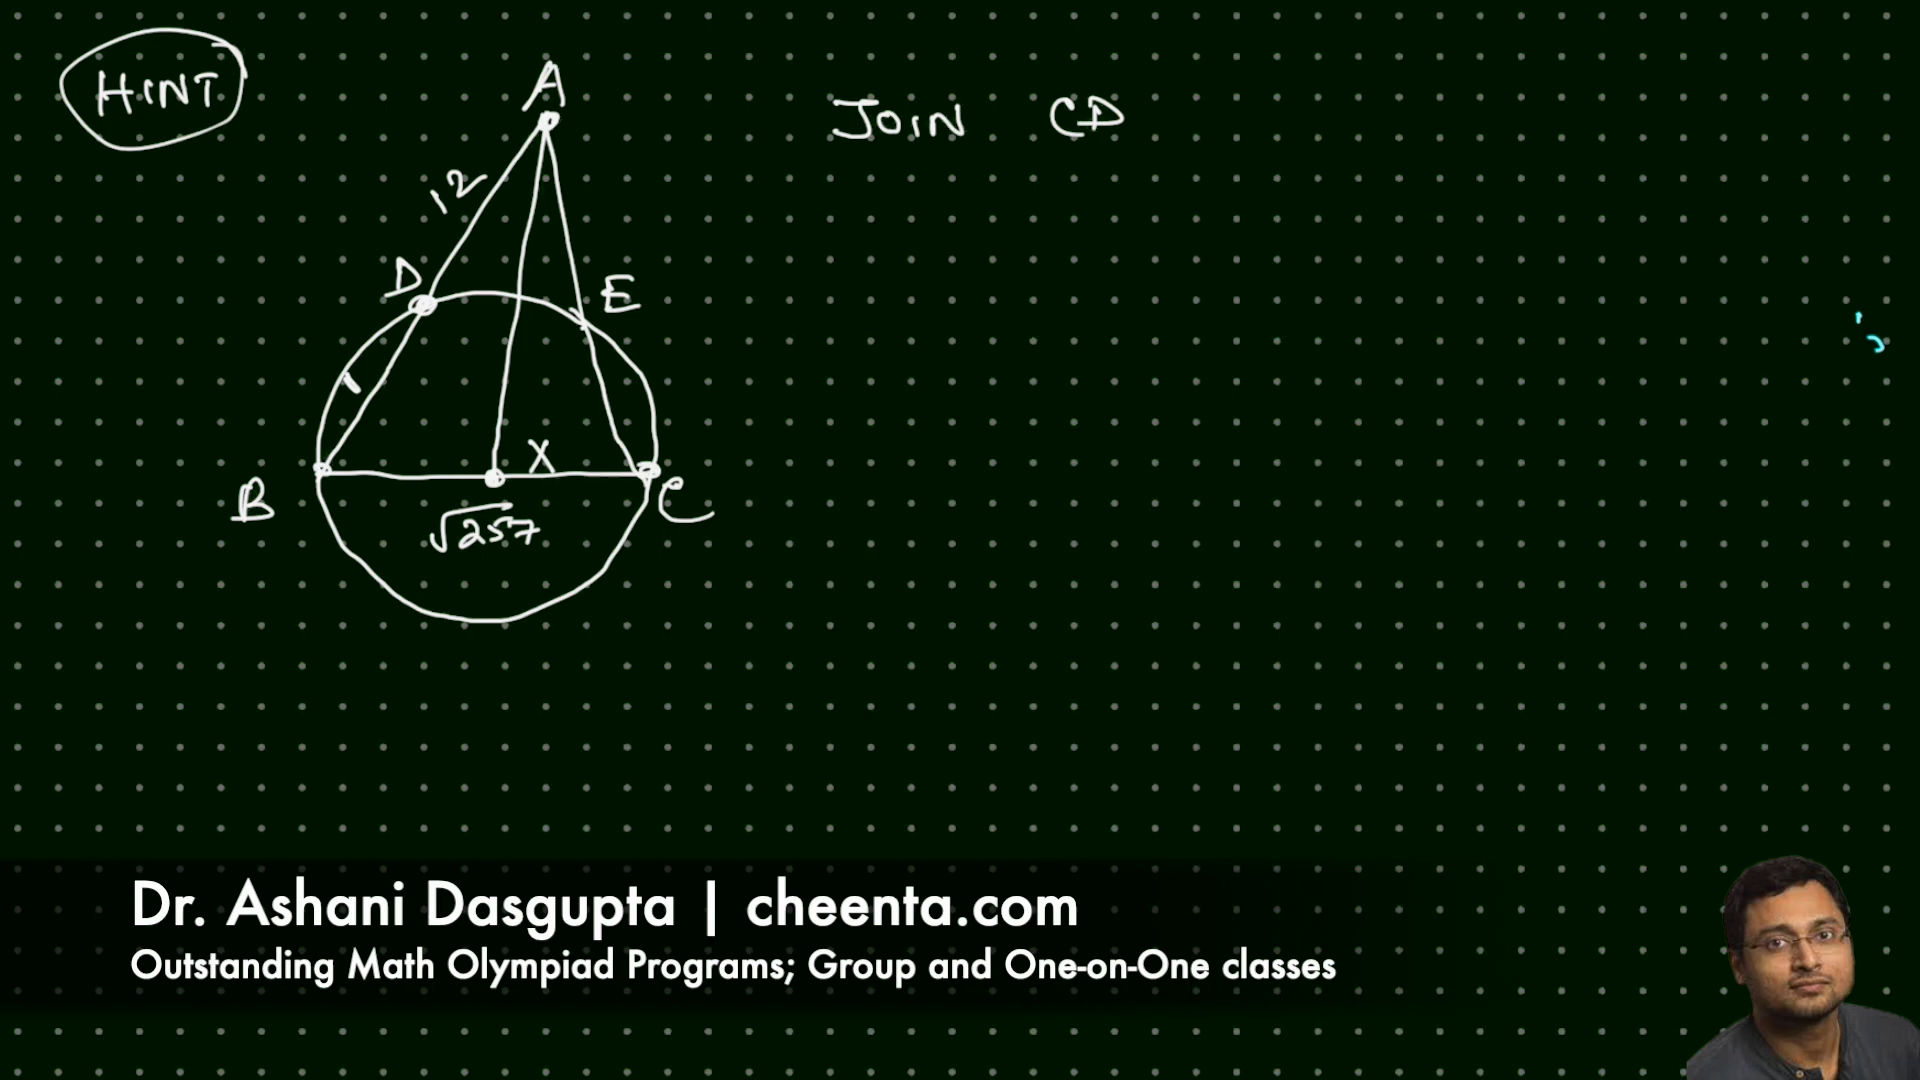 HINT
A
JOIN CD
12
D
E
1
X
B
C
√257
Dr. Ashani Dasgupta | cheenta.com
Outstanding Math Olympiad Programs; Group and One-on-One classes